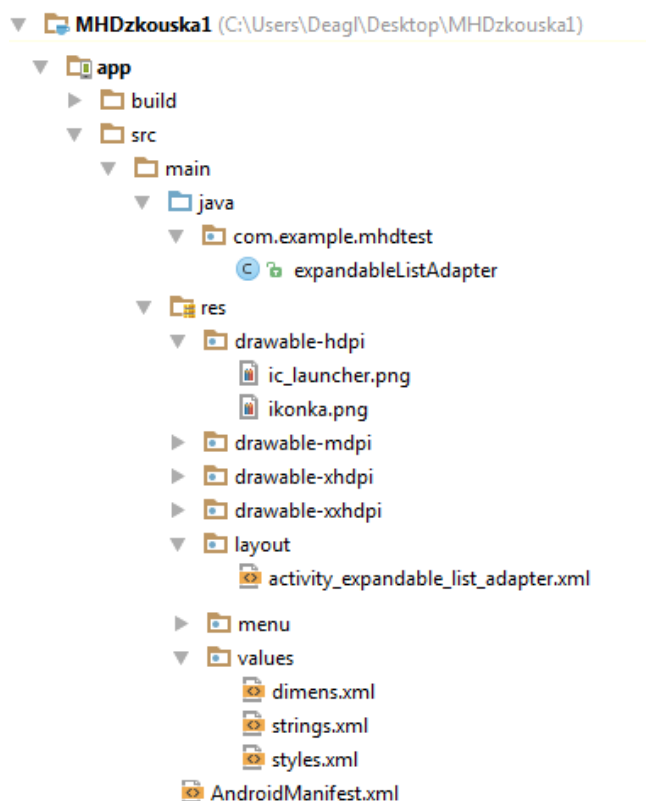 MHDzkouska1 (C:\Users\Deagl\Desktop\MHDzkouska1)
app
build
src
main
java
com.example.mhdtest
C expandableListAdapter
res
drawable-hdpi
ic_launcher.png
ikonka.png
drawable-mdpi
drawable-xhdpi
drawable-xxhdpi
layout
activity_expandable_list_adapter.xml
menu
values
dimens.xml
strings.xml
styles.xml
AndroidManifest.xml